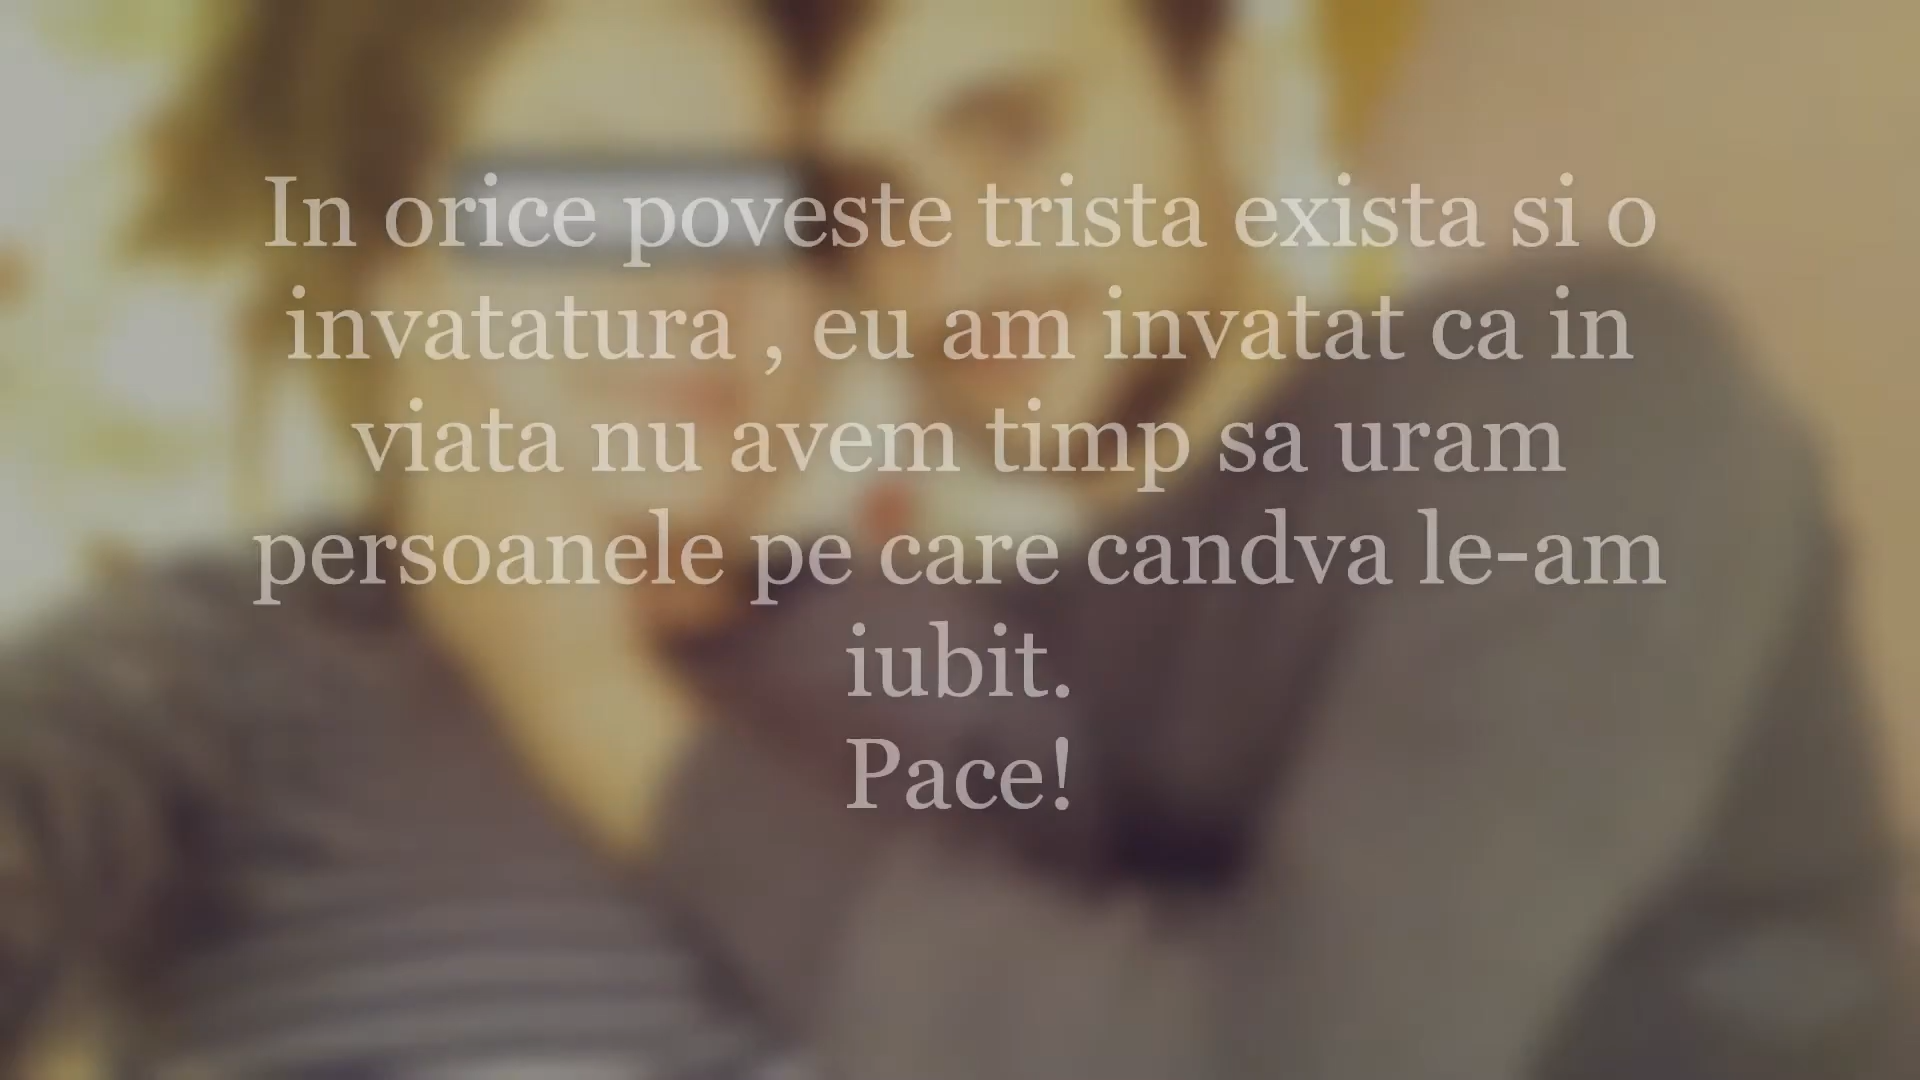 In orice poveste trista exista si o
invatatura , eu am invatat ca in
viata nu avem timp sa uram
persoanele pe care candva le-am
iubit.
Pace!